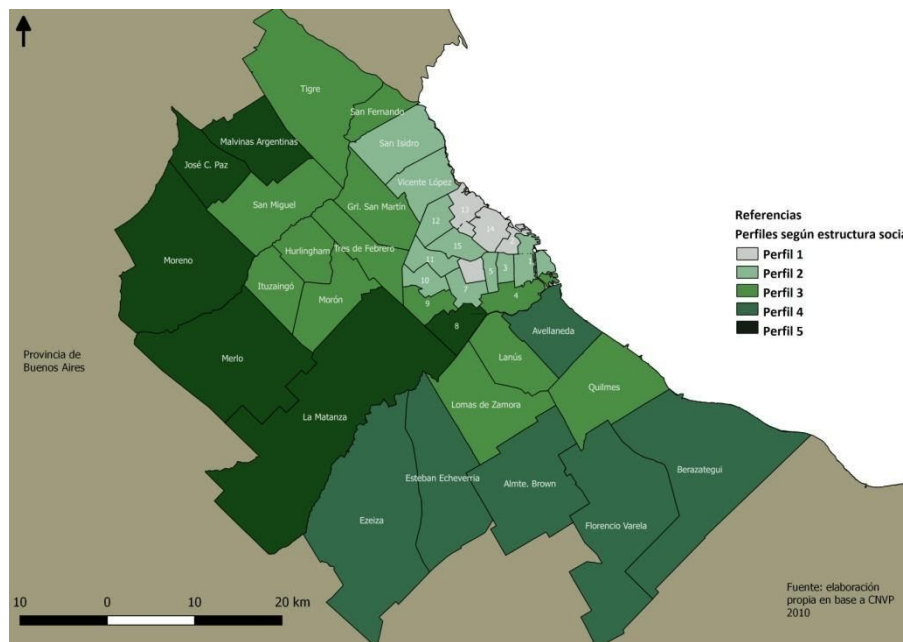 Tigre
San Fernando
Malvinas Argentinas
San Isidro
José C. Paz
Vicente López
San Miguel
Grl. San Martín
13
12
14
2
Hurlingham
Tres de Febrero
15
Moreno
11
5
3
1
Ituzaingó
10
7
Morón
9
4
8
Avellaneda
Lanús
Merlo
Provincia de
Buenos Aires
Quilmes
Lomas de Zamora
La Matanza
Esteban Echeverría
Almte. Brown
Berazategui
Ezeiza
Florencio Varela
Referencias
Perfiles según estructura socia
Perfil 1
Perfil 2
Perfil 3
Perfil 4
Perfil 5
Fuente: elaboración
propia en base a CNVP
2010
10 0 10 20 km